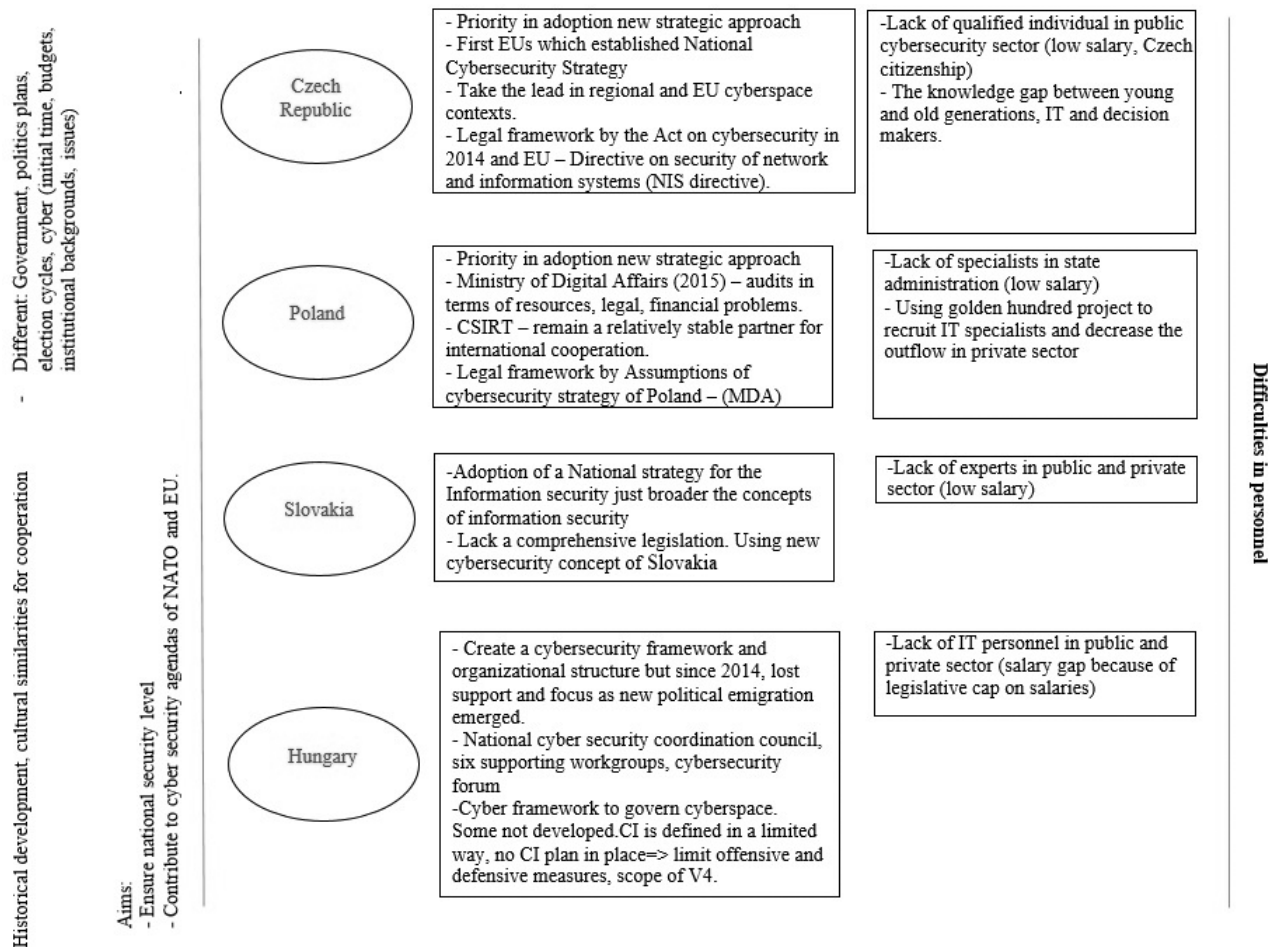 Historical development, cultural similarities for cooperation
- Different: Government, politics plans,
election cycles, cyber (initial time, budgets,
institutional backgrounds, issues)
Aims:
- Ensure national security level
- Contribute to cyber security agendas of NATO and EU.
Czech
Republic
- Priority in adoption new strategic approach
- First EUs which established National
Cybersecurity Strategy
- Take the lead in regional and EU cyberspace
contexts.
- Legal framework by the Act on cybersecurity in
2014 and EU – Directive on security of network
and information systems (NIS directive).
-Lack of qualified individual in public
cybersecurity sector (low salary, Czech
citizenship)
- The knowledge gap between young
and old generations, IT and decision
makers.
Poland
- Priority in adoption new strategic approach
- Ministry of Digital Affairs (2015) – audits in
terms of resources, legal, financial problems.
- CSIRT – remain a relatively stable partner for
international cooperation.
- Legal framework by Assumptions of
cybersecurity strategy of Poland – (MDA)
-Lack of specialists in state
administration (low salary)
- Using golden hundred project to
recruit IT specialists and decrease the
outflow in private sector
Slovakia
-Adoption of a National strategy for the
Information security just broader the concepts
of information security
- Lack a comprehensive legislation. Using new
cybersecurity concept of Slovakia
-Lack of experts in public and private
sector (low salary)
Hungary
- Create a cybersecurity framework and
organizational structure but since 2014, lost
support and focus as new political emigration
emerged.
- National cyber security coordination council,
six supporting workgroups, cybersecurity
forum
-Cyber framework to govern cyberspace.
Some not developed.CI is defined in a limited
way, no CI plan in place=> limit offensive and
defensive measures, scope of V4.
-Lack of IT personnel in public and
private sector (salary gap because of
legislative cap on salaries)
Difficulties in personnel